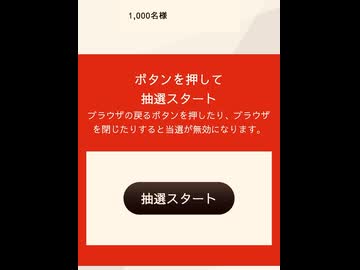 1,000名様
ボタンを押して
抽選スタート
ブラウザの戻るボタンを押したり、ブラウザ
を閉じたりすると当選が無効になります。
抽選スタート